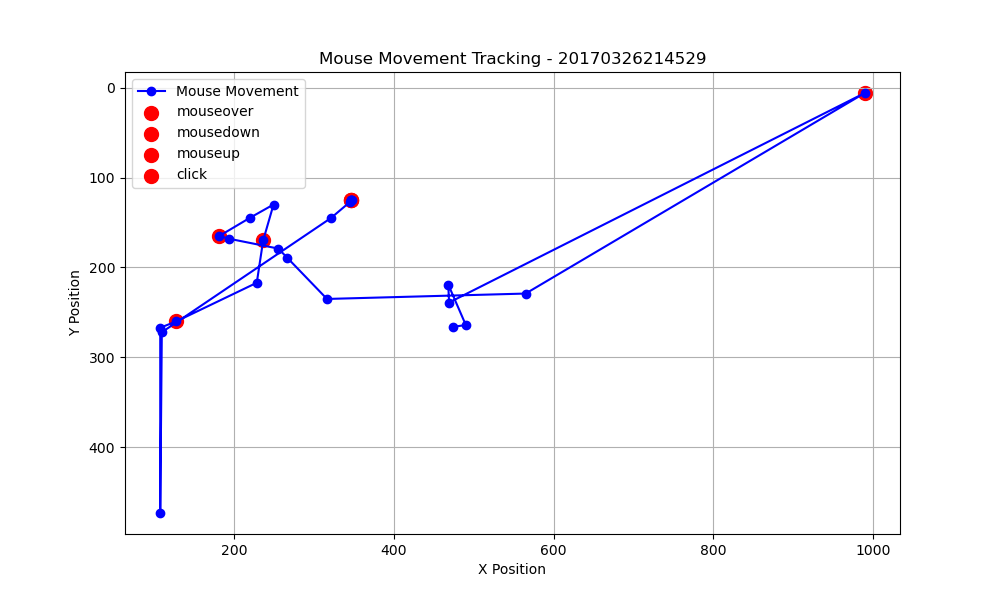 Mouse Movement Tracking - 20170326214529
Mouse Movement
mouseover
mousedown
mouseup
click
0
100
200
300
400
Y Position
200
400
600
800
1000
X Position